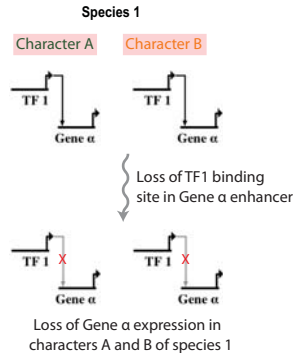 Species 1
Character A Character B
TF 1 TF 1
Gene α Gene α
Loss of TF1 binding
site in Gene α enhancer
X X
TF 1 TF 1
Gene α Gene α
Loss of Gene α expression in
characters A and B of species 1